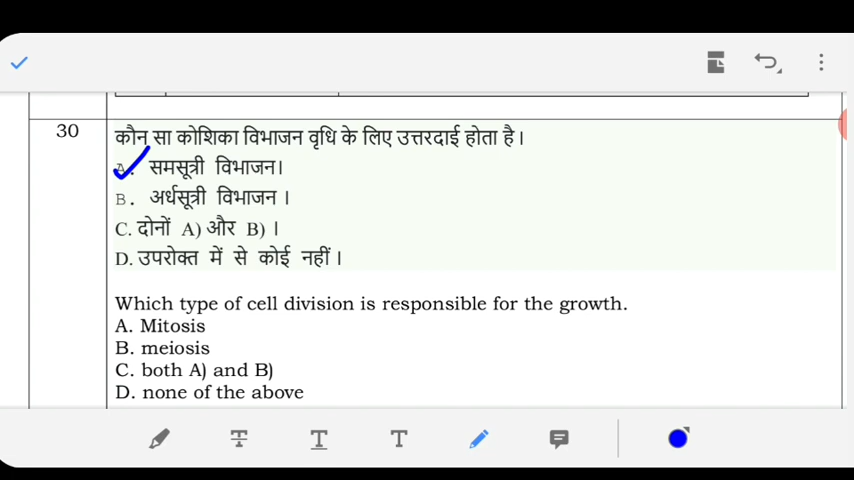 30
कौन सा कोशिका विभाजन वृधि के लिए उत्तरदाई होता है।
A. समसूत्री विभाजन।
B. अर्धसूत्री विभाजन ।
C. दोनों A) और B) ।
D. उपरोक्त में से कोई नहीं ।
Which type of cell division is responsible for the growth.
A. Mitosis
B. meiosis
C. both A) and B)
D. none of the above